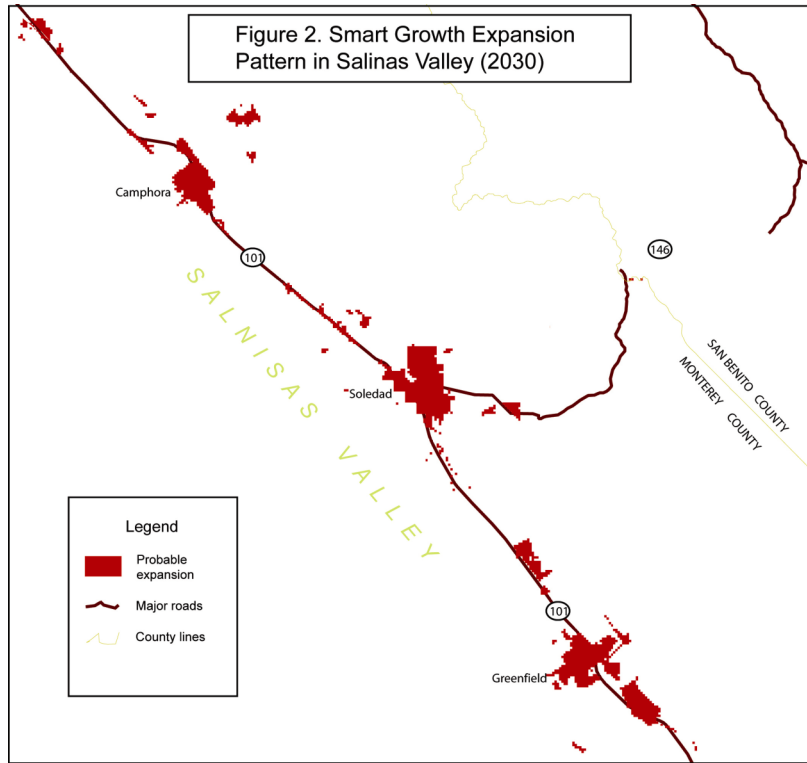 Figure 2. Smart Growth Expansion
Pattern in Salinas Valley (2030)
Camphora
101
146
SALNISAS VALLEY
SAN BENITO COUNTY
MONTEREY COUNTY
Soledad
Legend
Probable
expansion
Major roads
County lines
101
Greenfield